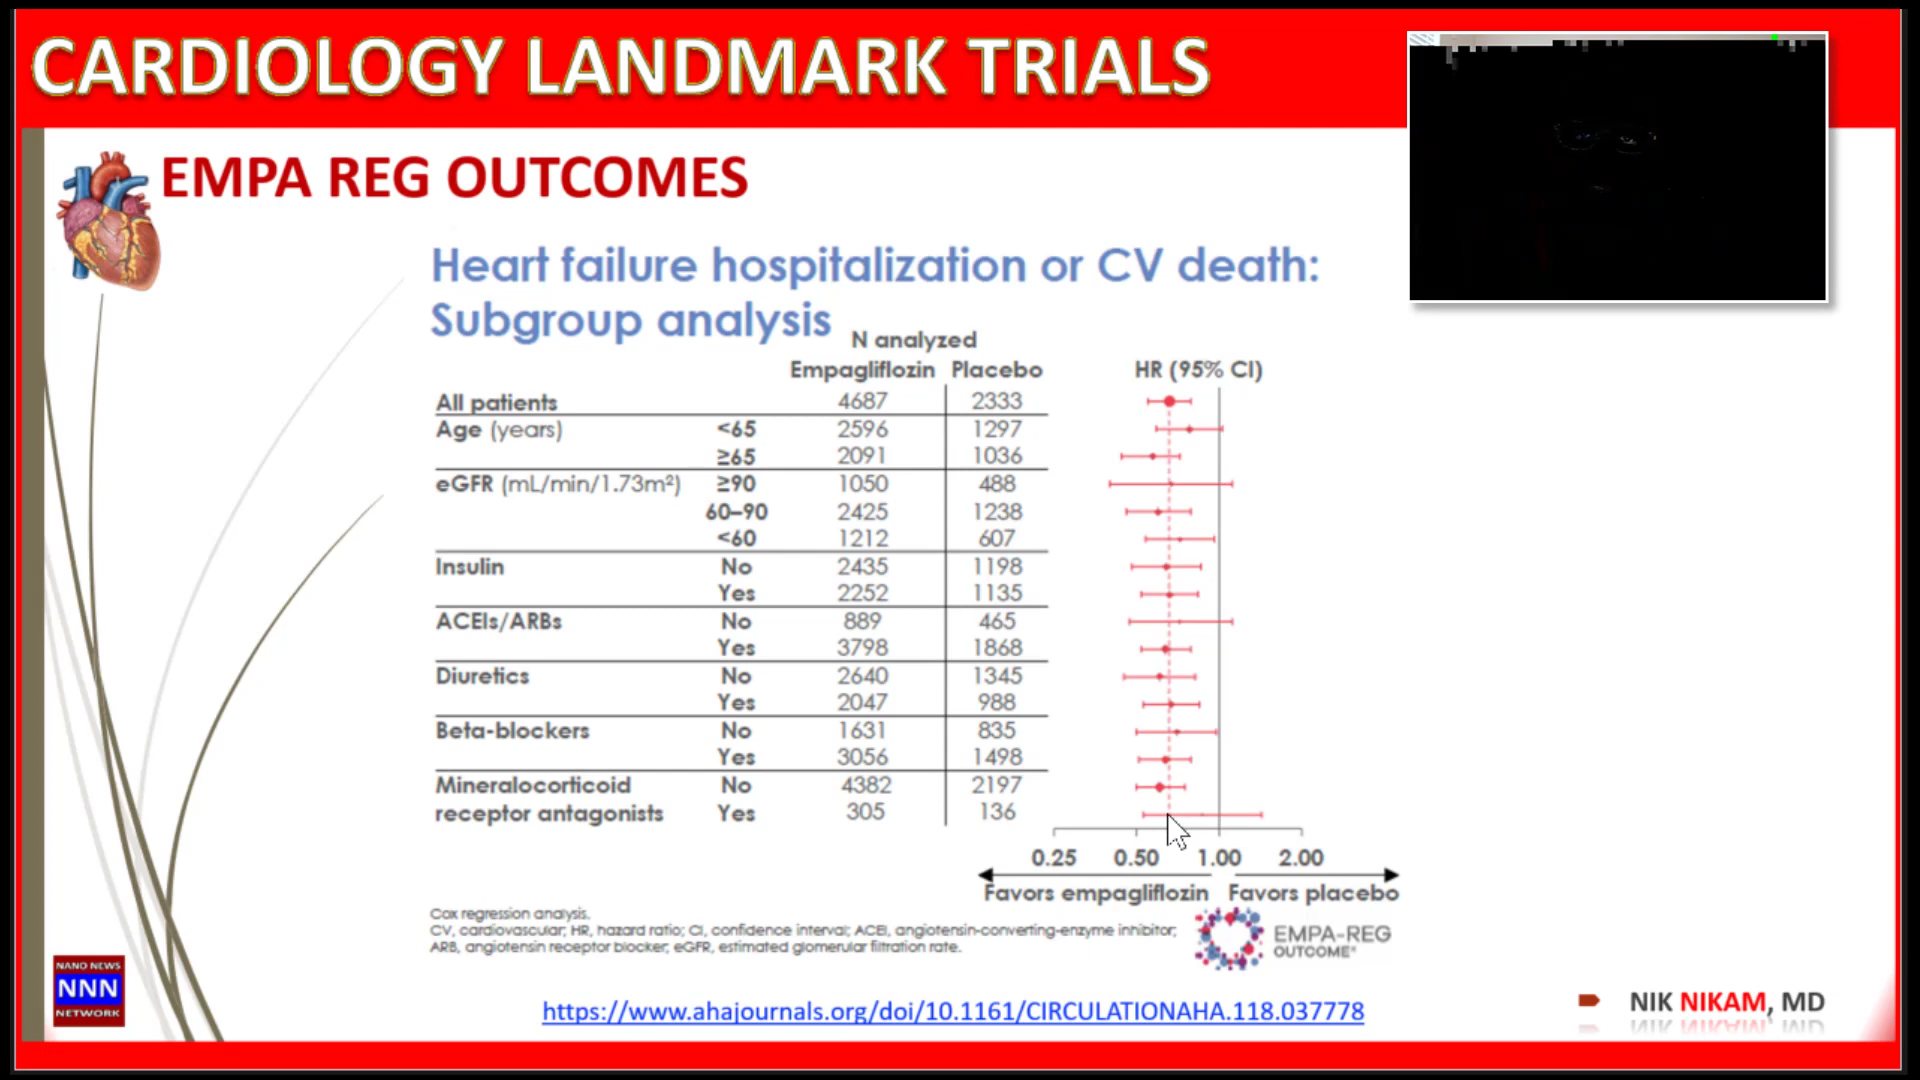 CARDIOLOGY LANDMARK TRIALS
EMPA REG OUTCOMES
Heart failure hospitalization or CV death:
Subgroup analysis
N analyzed
Empagliflozin Placebo HR (95% CI)
All patients 4687 2333
Age (years) <65 2596 1297
≥65 2091 1036
eGFR (mL/min/1.73m²) ≥90 1050 488
60–90 2425 1238
<60 1212 607
Insulin No 2435 1198
Yes 2252 1135
ACEIs/ARBs No 889 465
Yes 3798 1868
Diuretics No 2640 1345
Yes 2047 988
Beta-blockers No 1631 835
Yes 3056 1498
Mineralocorticoid No 4382 2197
receptor antagonists Yes 305 136
0.25 0.50 1.00 2.00
Favors empagliflozin Favors placebo
Cox regression analysis.
CV, cardiovascular; HR, hazard ratio; CI, confidence interval; ACEI, angiotensin-converting-enzyme inhibitor;
ARB, angiotensin receptor blocker; eGFR, estimated glomerular filtration rate.
EMPA-REG
OUTCOME®
NANO NEWS
NNN
NETWORK
https://www.ahajournals.org/doi/10.1161/CIRCULATIONAHA.118.037778
NIK NIKAM, MD